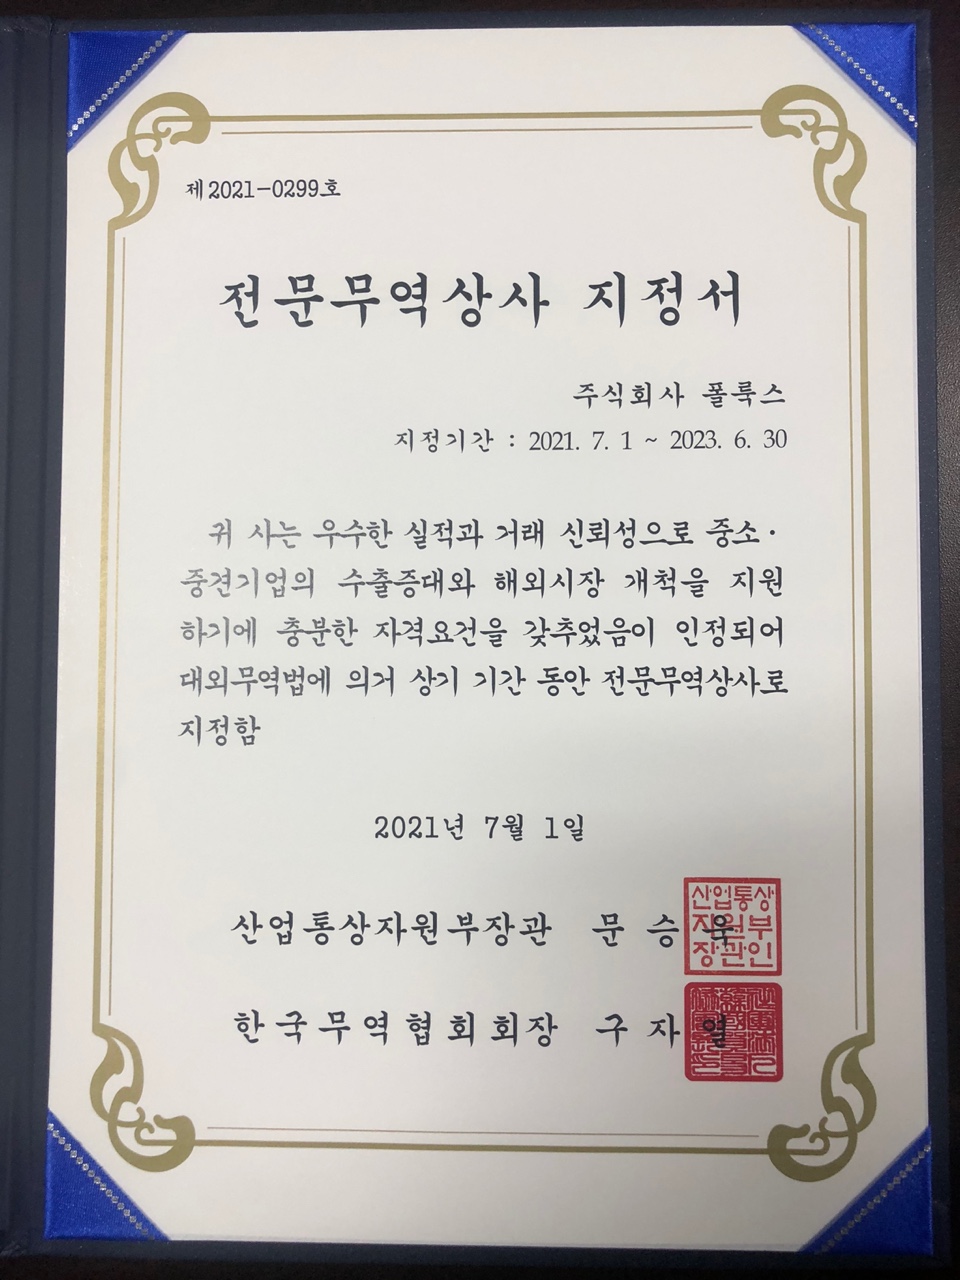 제2021-0299호
전문무역상사 지정서
주식회사 폴룩스
지정기간 : 2021. 7. 1 ~ 2023. 6. 30
귀 사는 우수한 실적과 거래 신뢰성으로 중소·
중견기업의 수출증대와 해외시장 개척을 지원
하기에 충분한 자격요건을 갖추었음이 인정되어
대외무역법에 의거 상기 기간 동안 전문무역상사로
지정함
2021년 7월 1일
산업통상자원부장관 문승욱
산업통상
자원부
장관인
한국무역협회회장 구자열